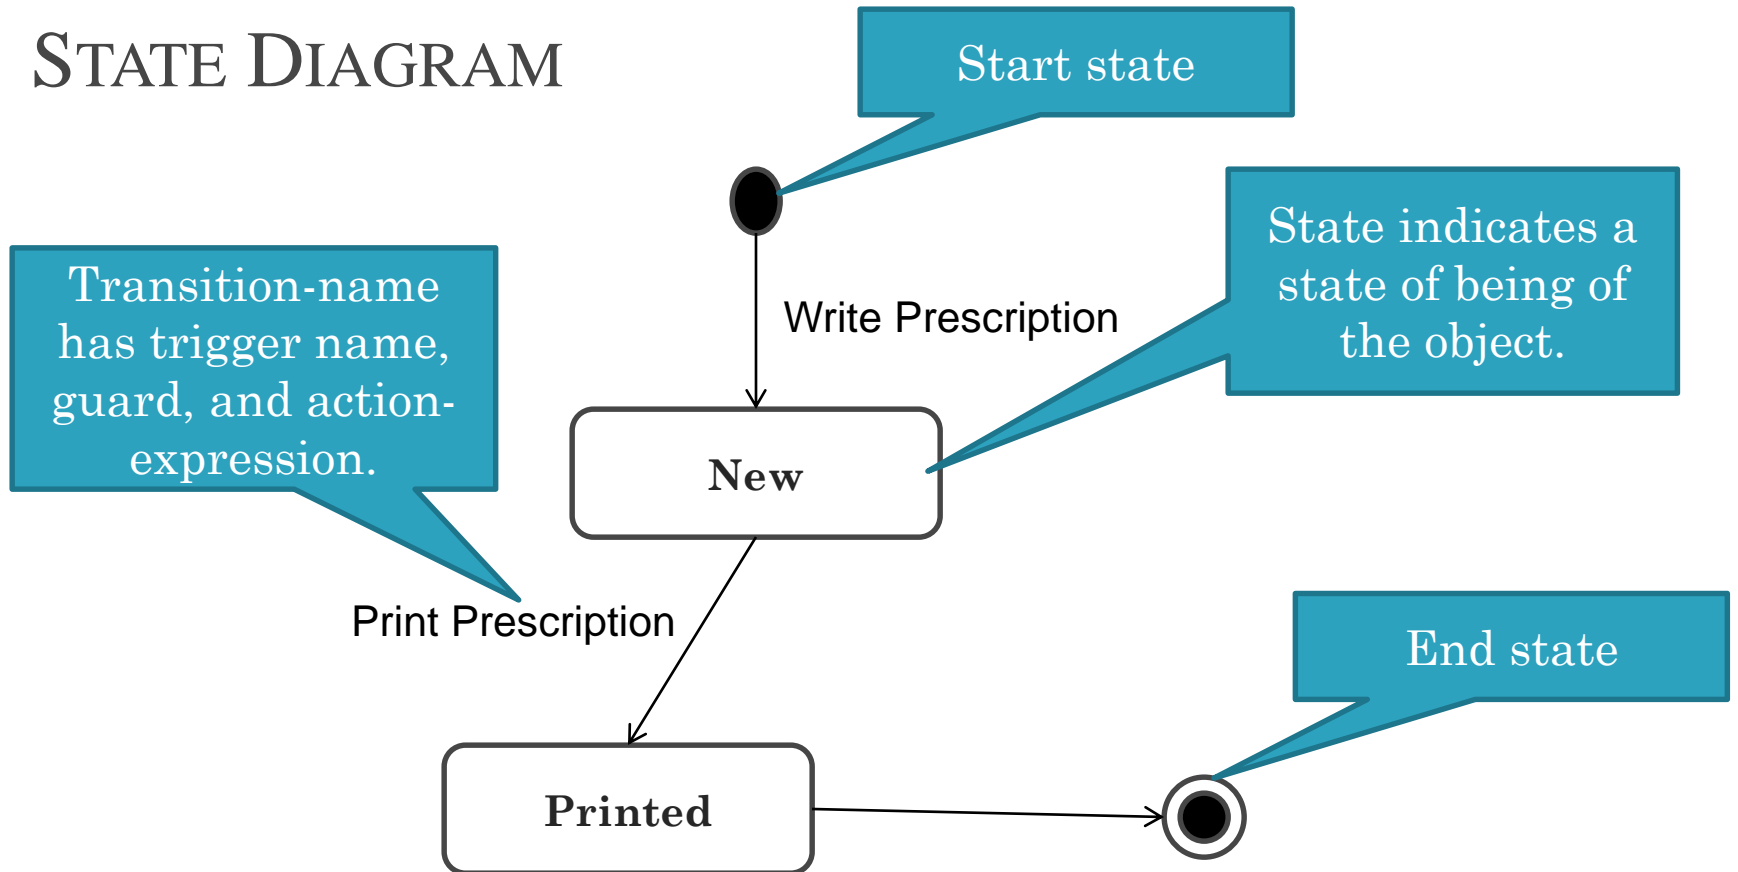 STATE DIAGRAM
Start state
State indicates a
state of being of
the object.
Transition-name
has trigger name,
guard, and action-
expression.
Write Prescription
New
Print Prescription
End state
Printed